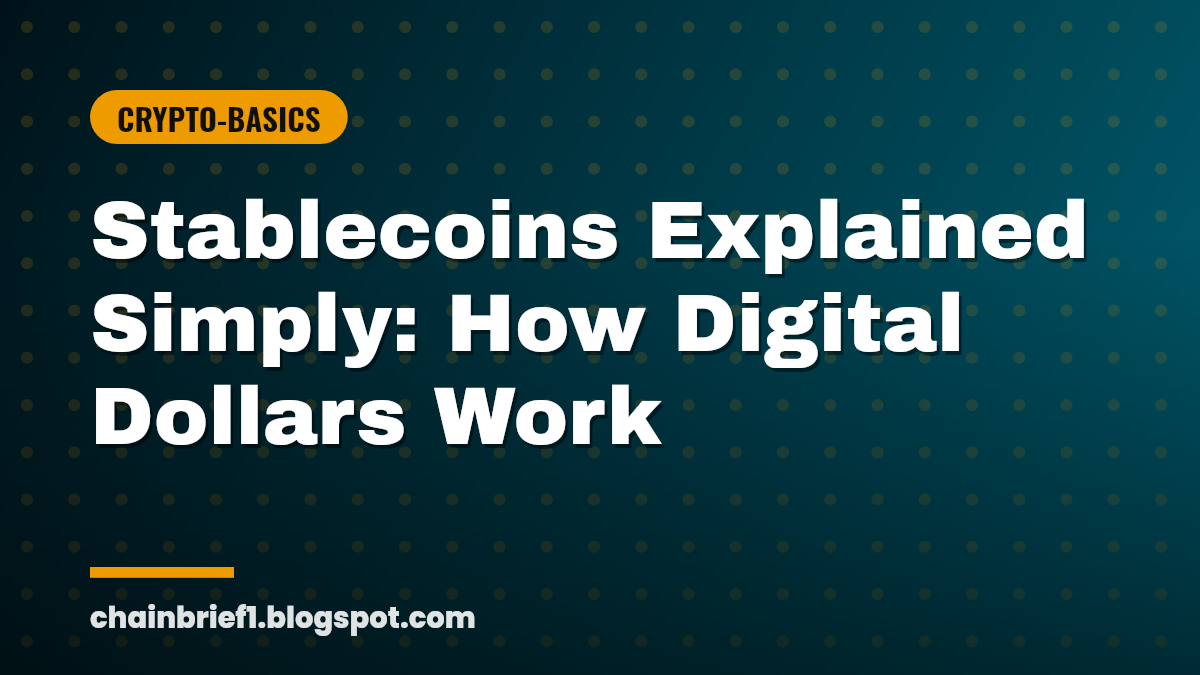 CRYPTO-BASICS
Stablecoins Explained
Simply: How Digital
Dollars Work
chainbrief1.blogspot.com